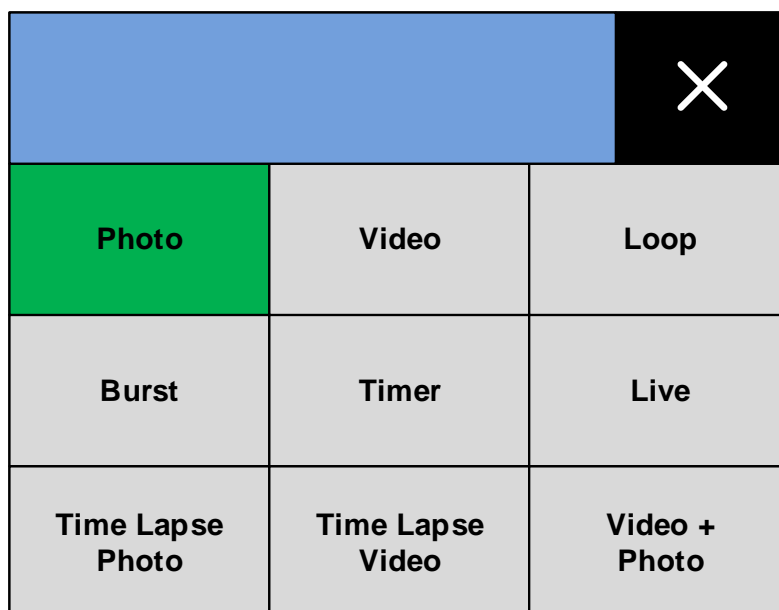 Photo
Video
Loop
Burst
Timer
Live
Time Lapse
Photo
Time Lapse
Video
Video +
Photo